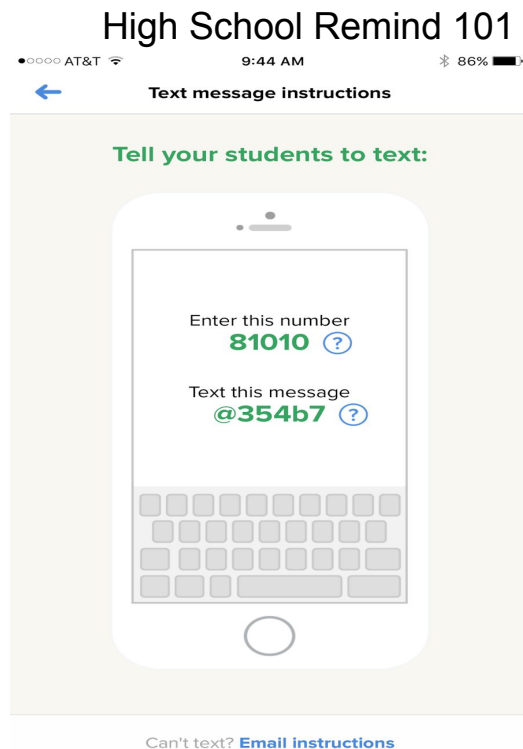 High School Remind 101
AT&T 9:44 AM 86%
Text message instructions
Tell your students to text:
Enter this number
81010 ?
Text this message
@354b7 ?
Can't text? Email instructions